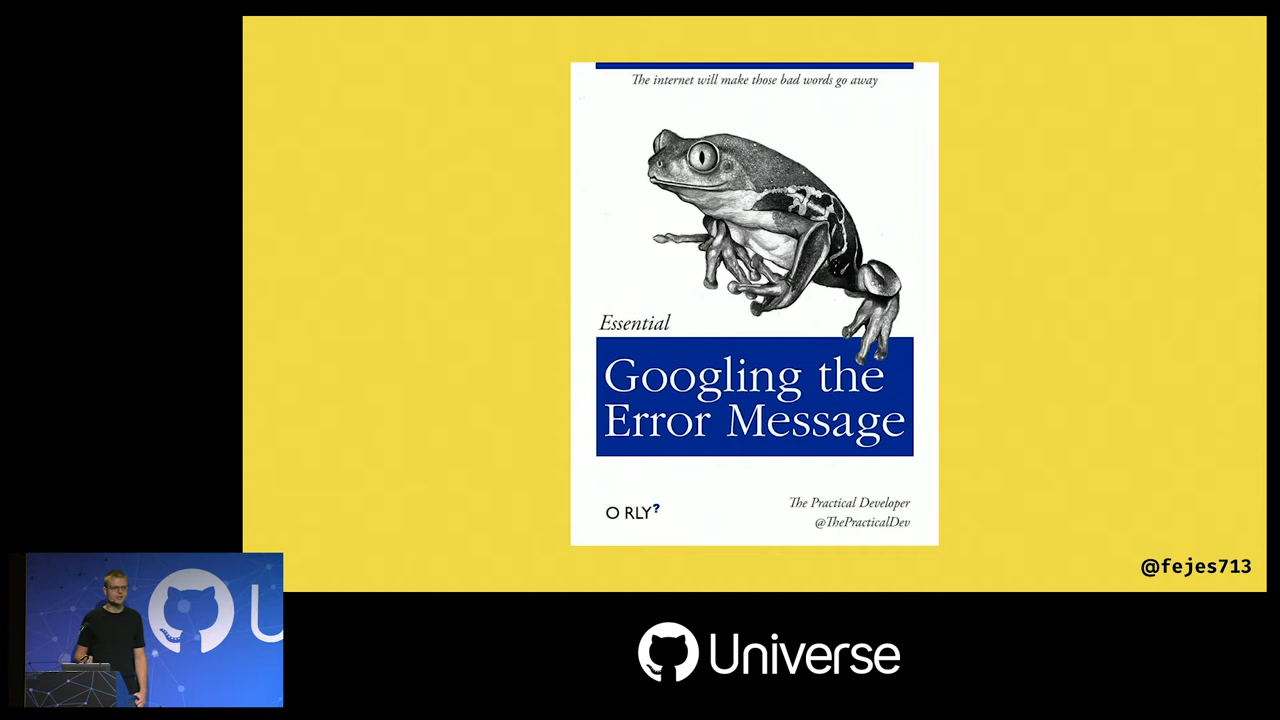 The internet will make those bad words go away
Essential
Googling the
Error Message
O RLY?
The Practical Developer
@ThePracticalDev
@fejes713
U
Universe